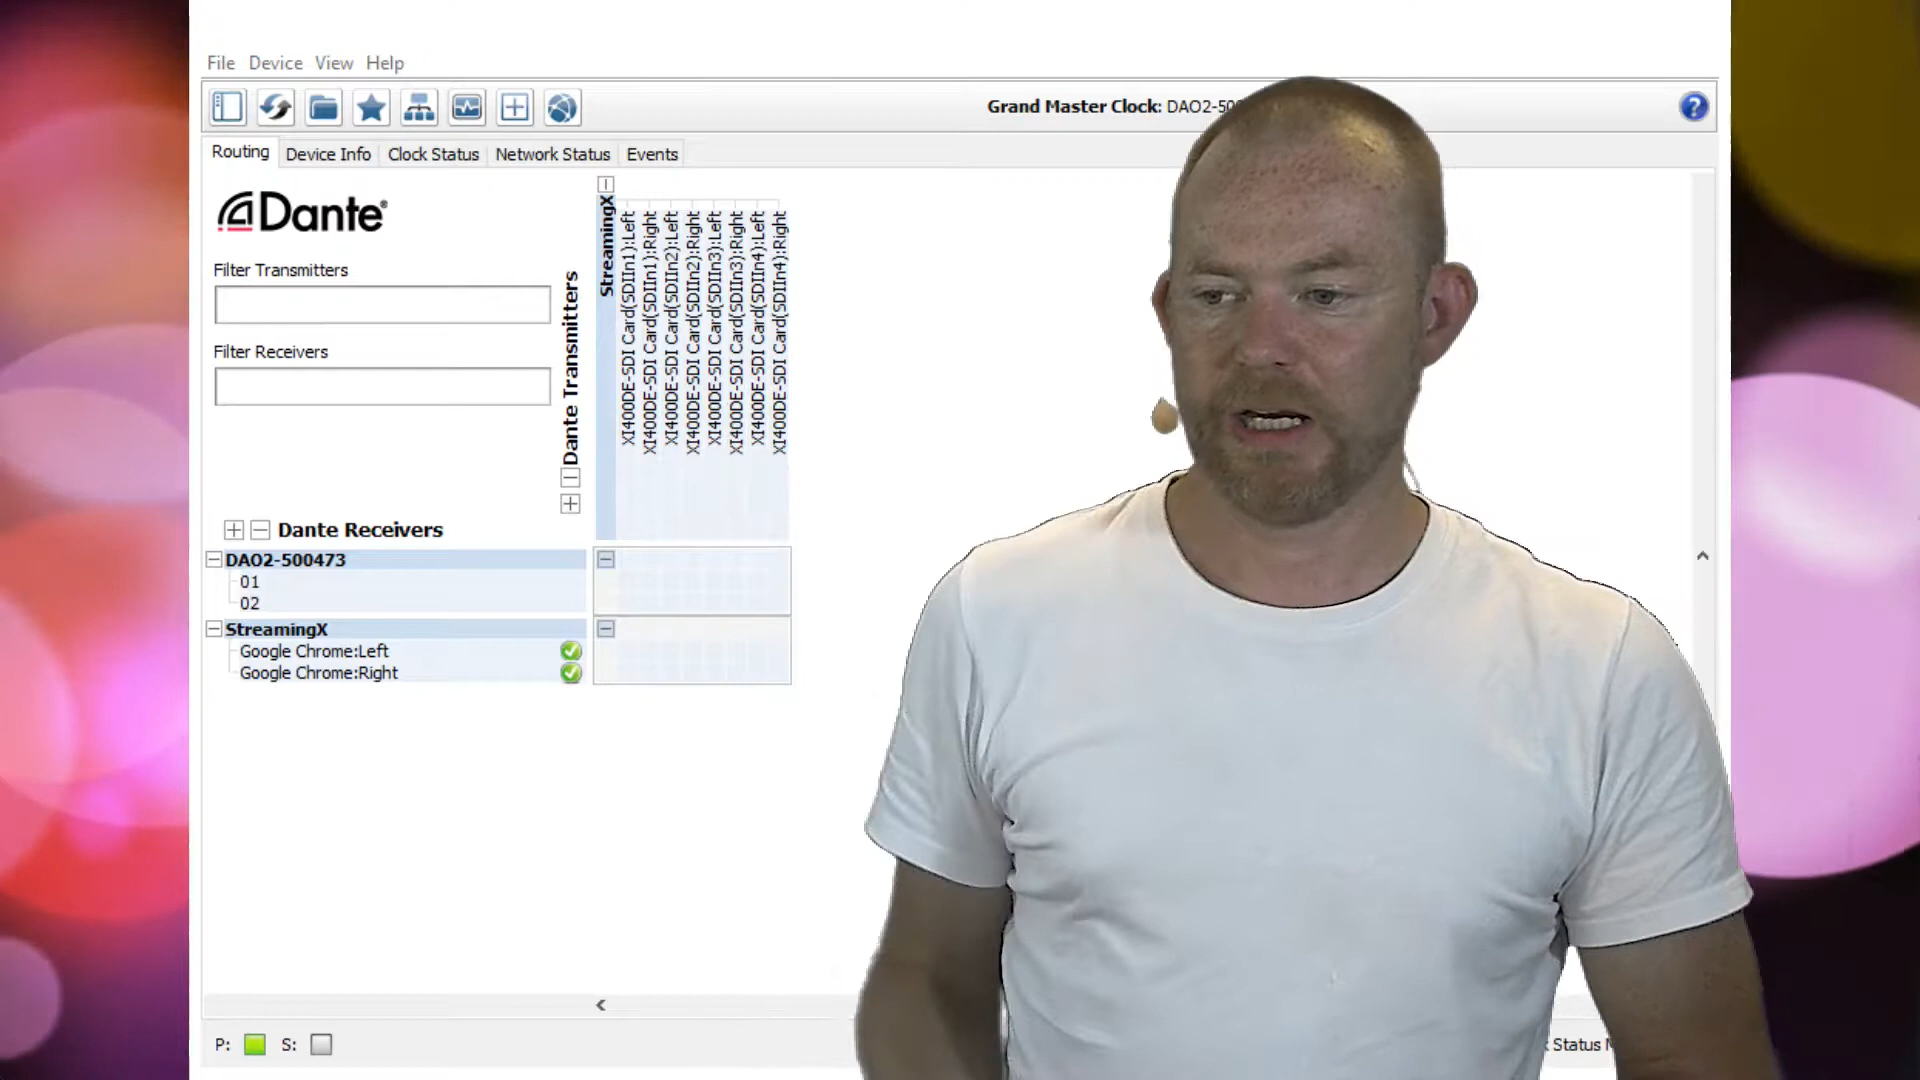 File Device View Help
Grand Master Clock: DAO2-50
Routing Device Info Clock Status Network Status Events
Dante®
Filter Transmitters
Filter Receivers
Dante Transmitters
StreamingX
XI400DE-SDI Card(SDIIn1):Left
XI400DE-SDI Card(SDIIn1):Right
XI400DE-SDI Card(SDIIn2):Left
XI400DE-SDI Card(SDIIn2):Right
XI400DE-SDI Card(SDIIn3):Left
XI400DE-SDI Card(SDIIn3):Right
XI400DE-SDI Card(SDIIn4):Left
XI400DE-SDI Card(SDIIn4):Right
Dante Receivers
DAO2-500473
01
02
StreamingX
Google Chrome:Left
Google Chrome:Right
P: S:
Status